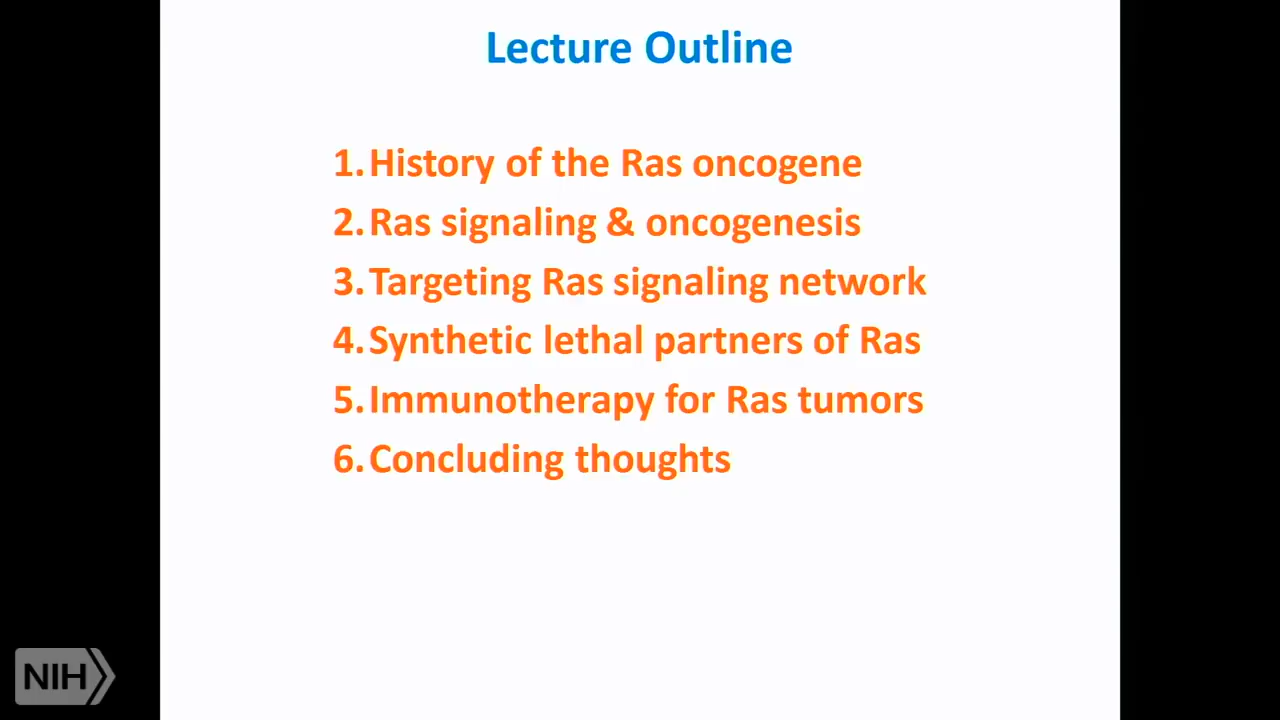 Lecture Outline
1. History of the Ras oncogene
2. Ras signaling & oncogenesis
3. Targeting Ras signaling network
4. Synthetic lethal partners of Ras
5. Immunotherapy for Ras tumors
6. Concluding thoughts
NIH